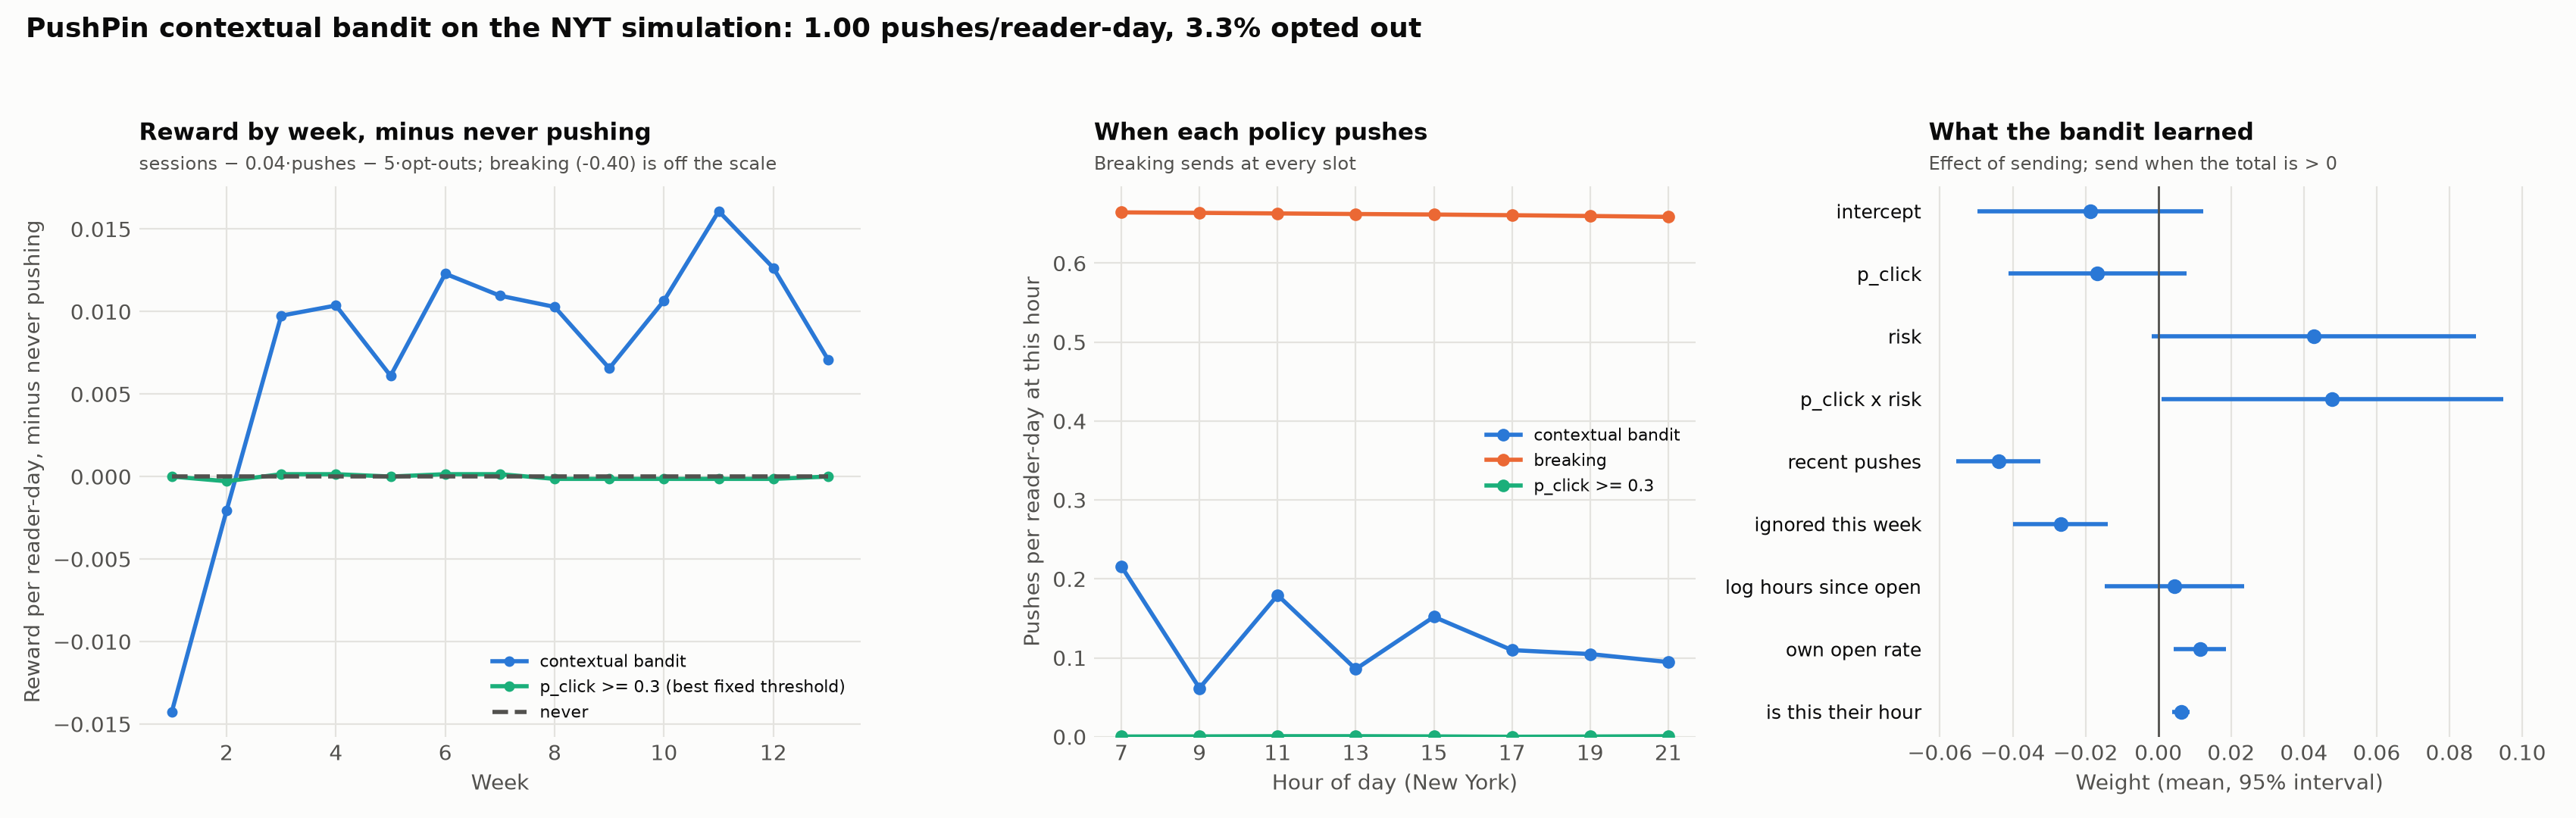 PushPin contextual bandit on the NYT simulation: 1.00 pushes/reader-day, 3.3% opted out
Reward by week, minus never pushing
sessions − 0.04·pushes − 5·opt-outs; breaking (-0.40) is off the scale
Reward per reader-day, minus never pushing
0.015
0.010
0.005
0.000
−0.005
−0.010
−0.015
contextual bandit
p_click >= 0.3 (best fixed threshold)
never
2 4 6 8 10 12
Week
When each policy pushes
Breaking sends at every slot
Pushes per reader-day at this hour
0.6
0.5
0.4
0.3
0.2
0.1
0.0
contextual bandit
breaking
p_click >= 0.3
7 9 11 13 15 17 19 21
Hour of day (New York)
What the bandit learned
Effect of sending; send when the total is > 0
intercept
p_click
risk
p_click x risk
recent pushes
ignored this week
log hours since open
own open rate
is this their hour
−0.06 −0.04 −0.02 0.00 0.02 0.04 0.06 0.08 0.10
Weight (mean, 95% interval)